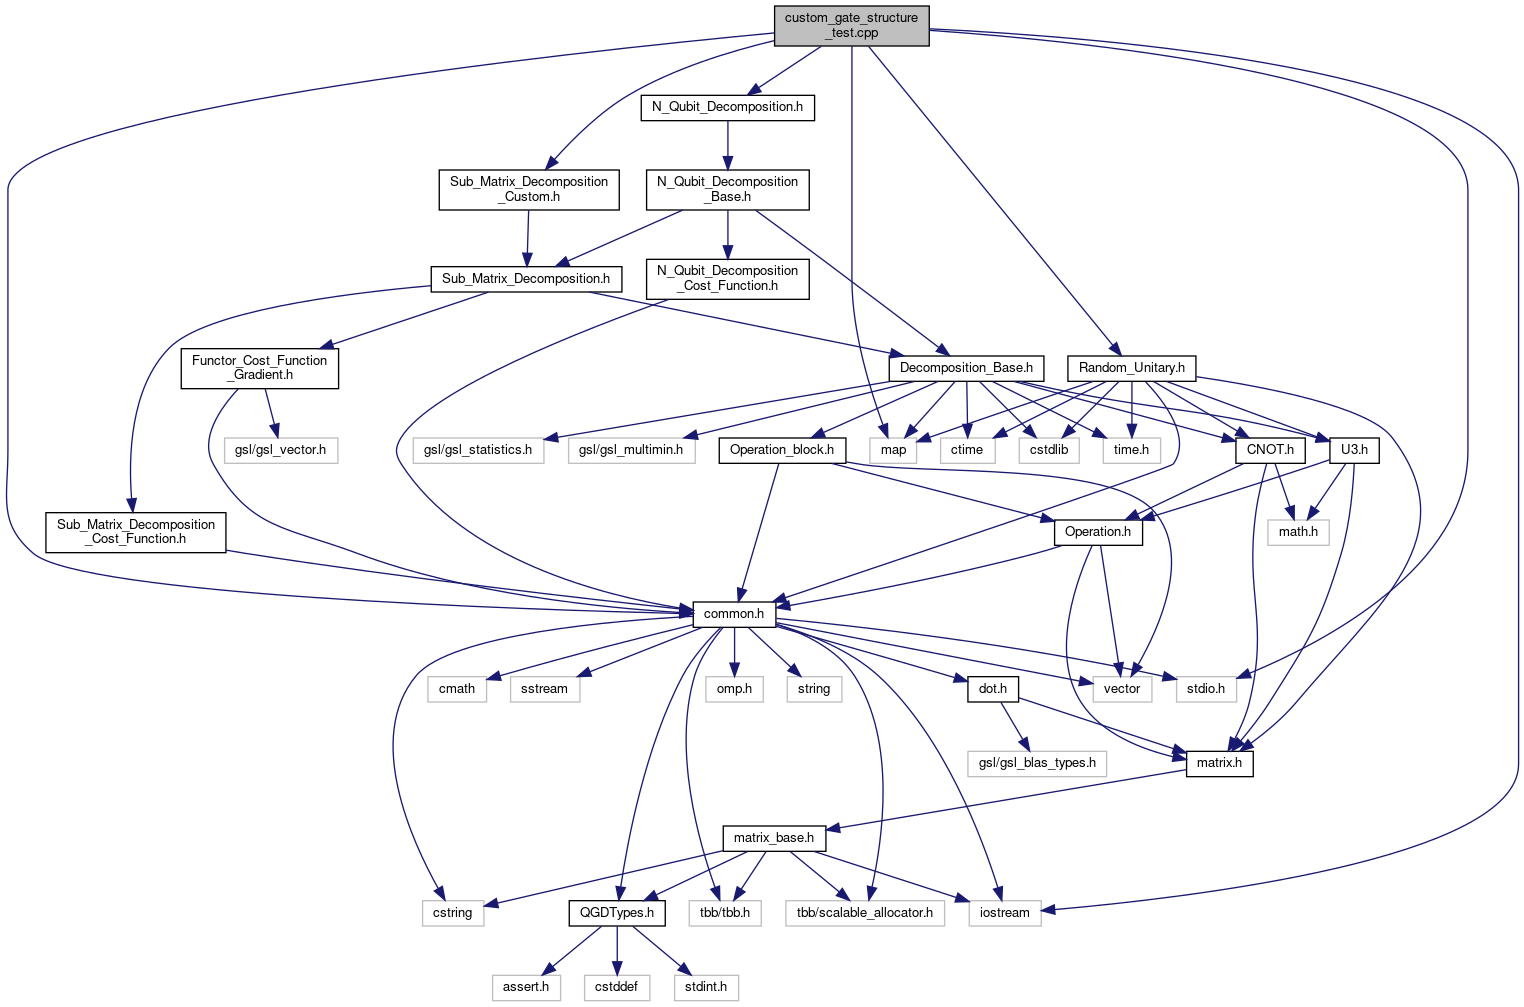 custom_gate_structure
_test.cpp
N_Qubit_Decomposition.h
Sub_Matrix_Decomposition
_Custom.h
N_Qubit_Decomposition
_Base.h
Sub_Matrix_Decomposition.h
N_Qubit_Decomposition
_Cost_Function.h
Functor_Cost_Function
_Gradient.h
Decomposition_Base.h
Random_Unitary.h
gsl/gsl_vector.h
gsl/gsl_statistics.h
gsl/gsl_multimin.h
Operation_block.h
map
ctime
cstdlib
time.h
CNOT.h
U3.h
Sub_Matrix_Decomposition
_Cost_Function.h
Operation.h
math.h
common.h
cmath
sstream
omp.h
string
dot.h
vector
stdio.h
gsl/gsl_blas_types.h
matrix.h
matrix_base.h
cstring
QGDTypes.h
tbb/tbb.h
tbb/scalable_allocator.h
iostream
assert.h
cstddef
stdint.h